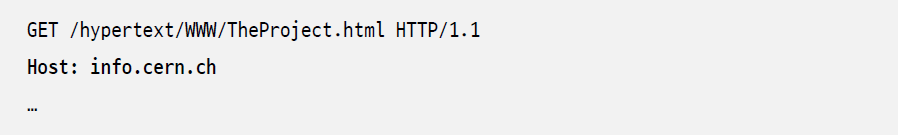 GET /hypertext/WWW/TheProject.html HTTP/1.1
Host: info.cern.ch
…